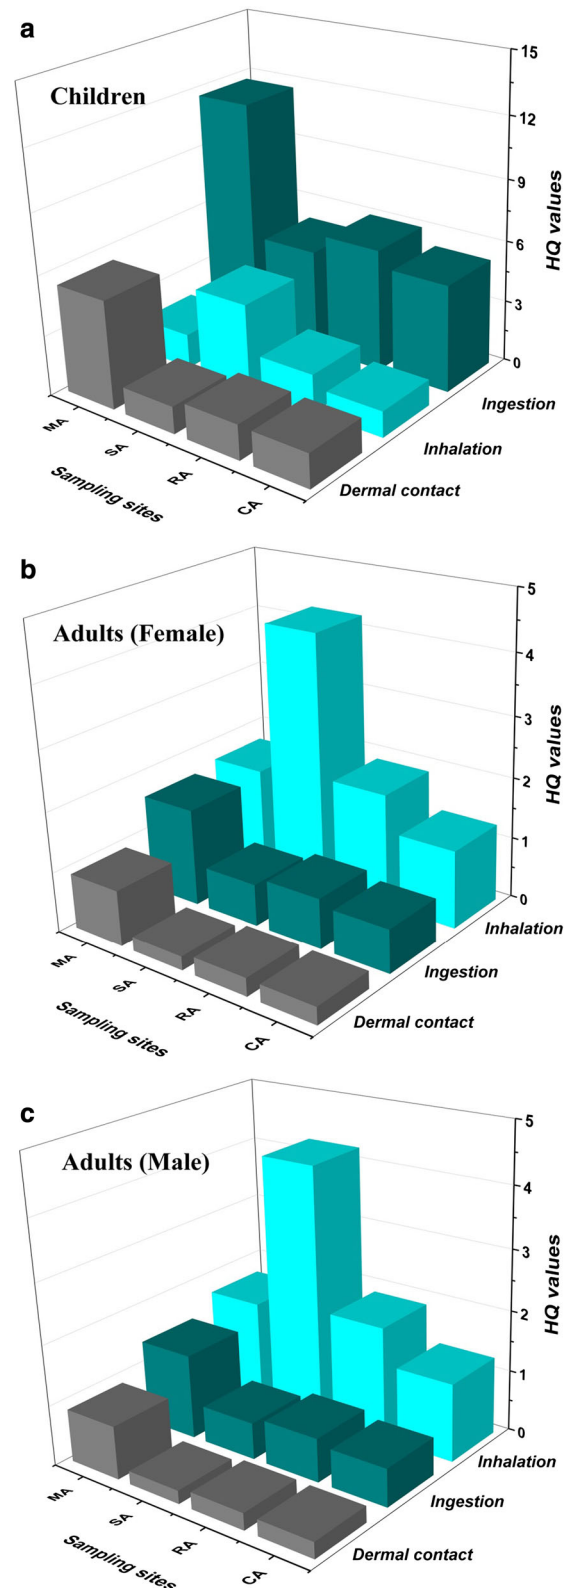 a
Children
15
12
9
6
3
0
HQ values
Ingestion
Inhalation
Dermal contact
MA
SA
RA
CA
Sampling sites
b
Adults (Female)
5
4
3
2
1
0
HQ values
Inhalation
Ingestion
Dermal contact
MA
SA
RA
CA
Sampling sites
c
Adults (Male)
5
4
3
2
1
0
HQ values
Inhalation
Ingestion
Dermal contact
MA
SA
RA
CA
Sampling sites